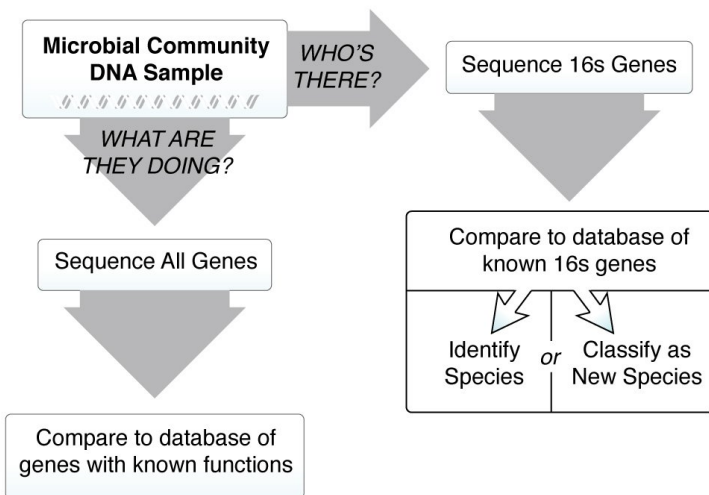 Microbial Community
DNA Sample
WHO'S
THERE?
Sequence 16s Genes
WHAT ARE
THEY DOING?
Sequence All Genes
Compare to database of
known 16s genes
Identify
Species
or
Classify as
New Species
Compare to database of
genes with known functions